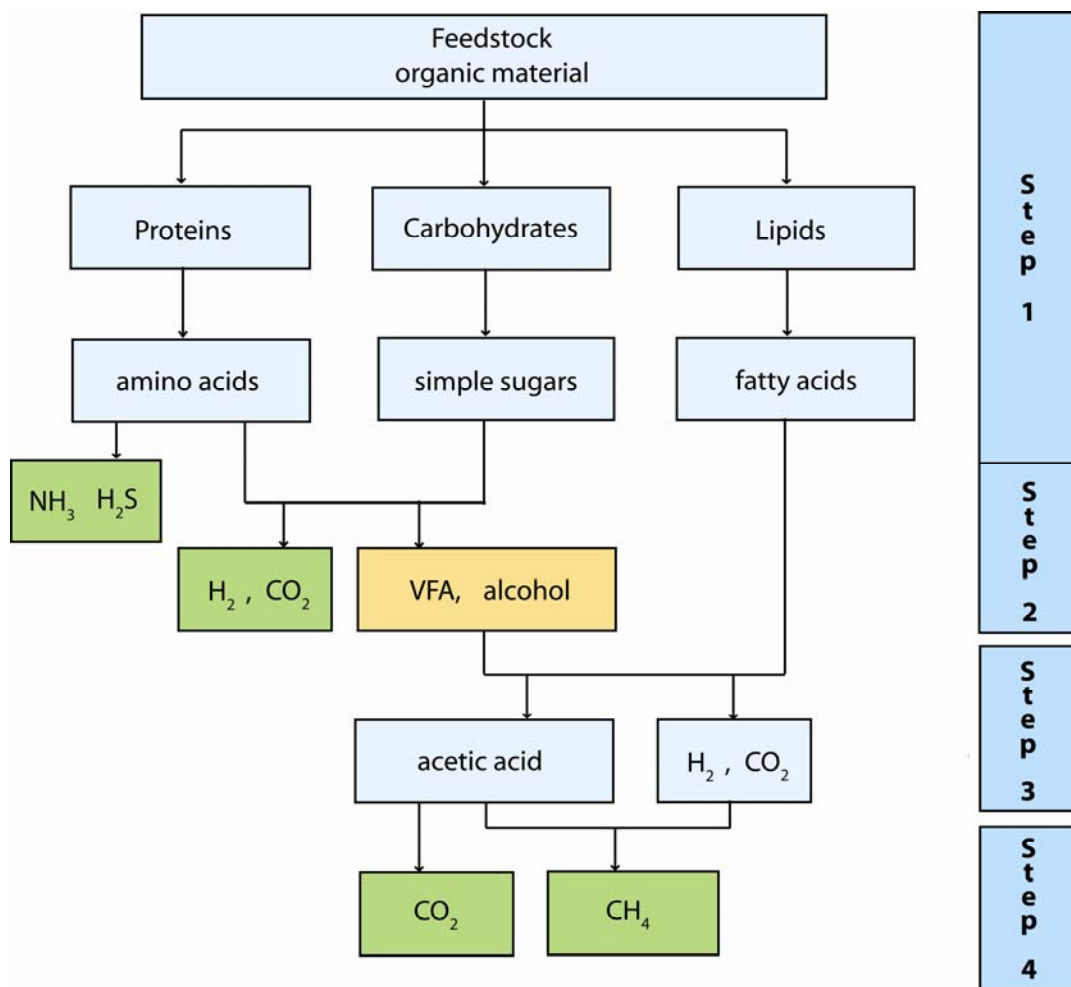 Feedstock
organic material
Proteins
Carbohydrates
Lipids
amino acids
simple sugars
fatty acids
NH₃ H₂S
H₂ , CO₂
VFA, alcohol
acetic acid
H₂ , CO₂
CO₂
CH₄
Step 1
Step 2
Step 3
Step 4